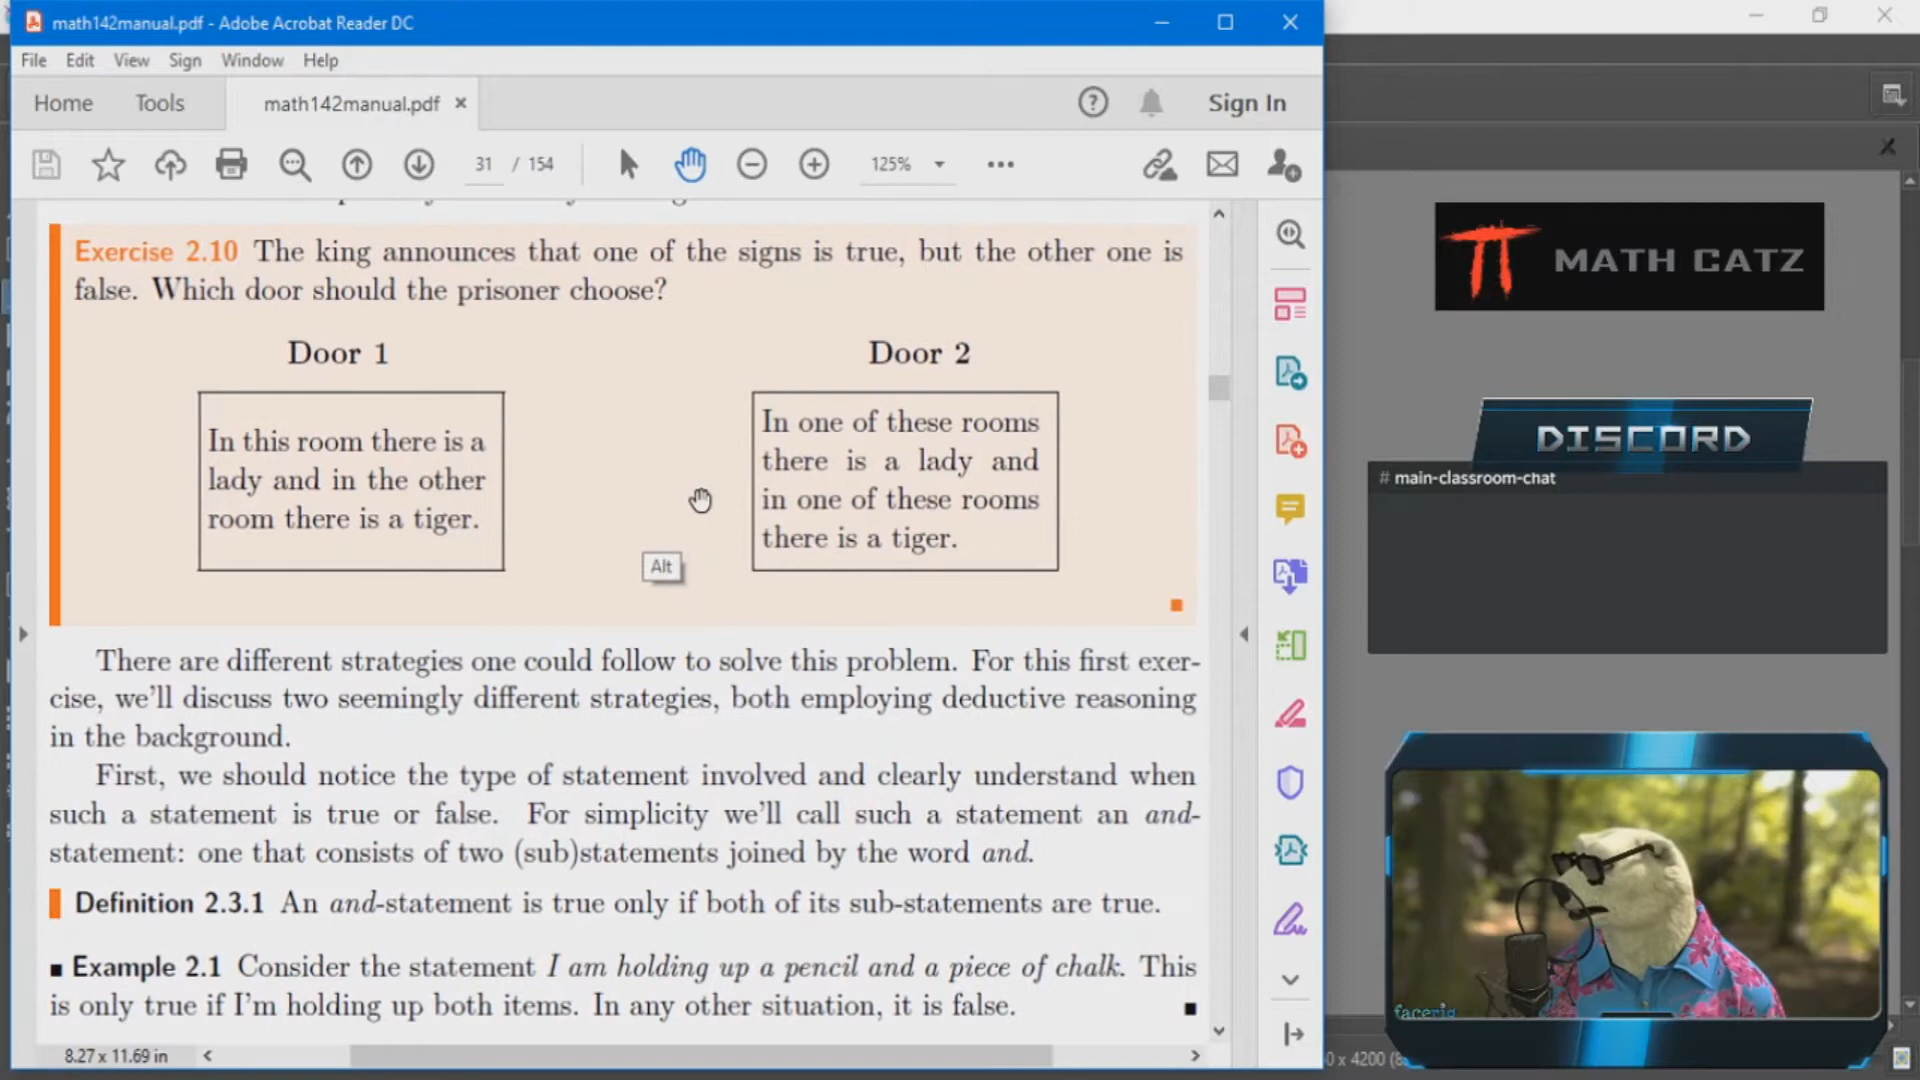 math142manual.pdf - Adobe Acrobat Reader DC
File Edit View Sign Window Help
Home Tools math142manual.pdf × Sign In
31 / 154 125%
Exercise 2.10 The king announces that one of the signs is true, but the other one is
false. Which door should the prisoner choose?
Door 1
In this room there is a
lady and in the other
room there is a tiger.
Door 2
In one of these rooms
there is a lady and
in one of these rooms
there is a tiger.
Alt
There are different strategies one could follow to solve this problem. For this first exer-
cise, we'll discuss two seemingly different strategies, both employing deductive reasoning
in the background.
First, we should notice the type of statement involved and clearly understand when
such a statement is true or false. For simplicity we'll call such a statement an and-
statement: one that consists of two (sub)statements joined by the word and.
Definition 2.3.1 An and-statement is true only if both of its sub-statements are true.
Example 2.1 Consider the statement I am holding up a pencil and a piece of chalk. This
is only true if I'm holding up both items. In any other situation, it is false.
8.27 x 11.69 in
MATH CATZ
DISCORD
# main-classroom-chat
facerig
0 x 4200